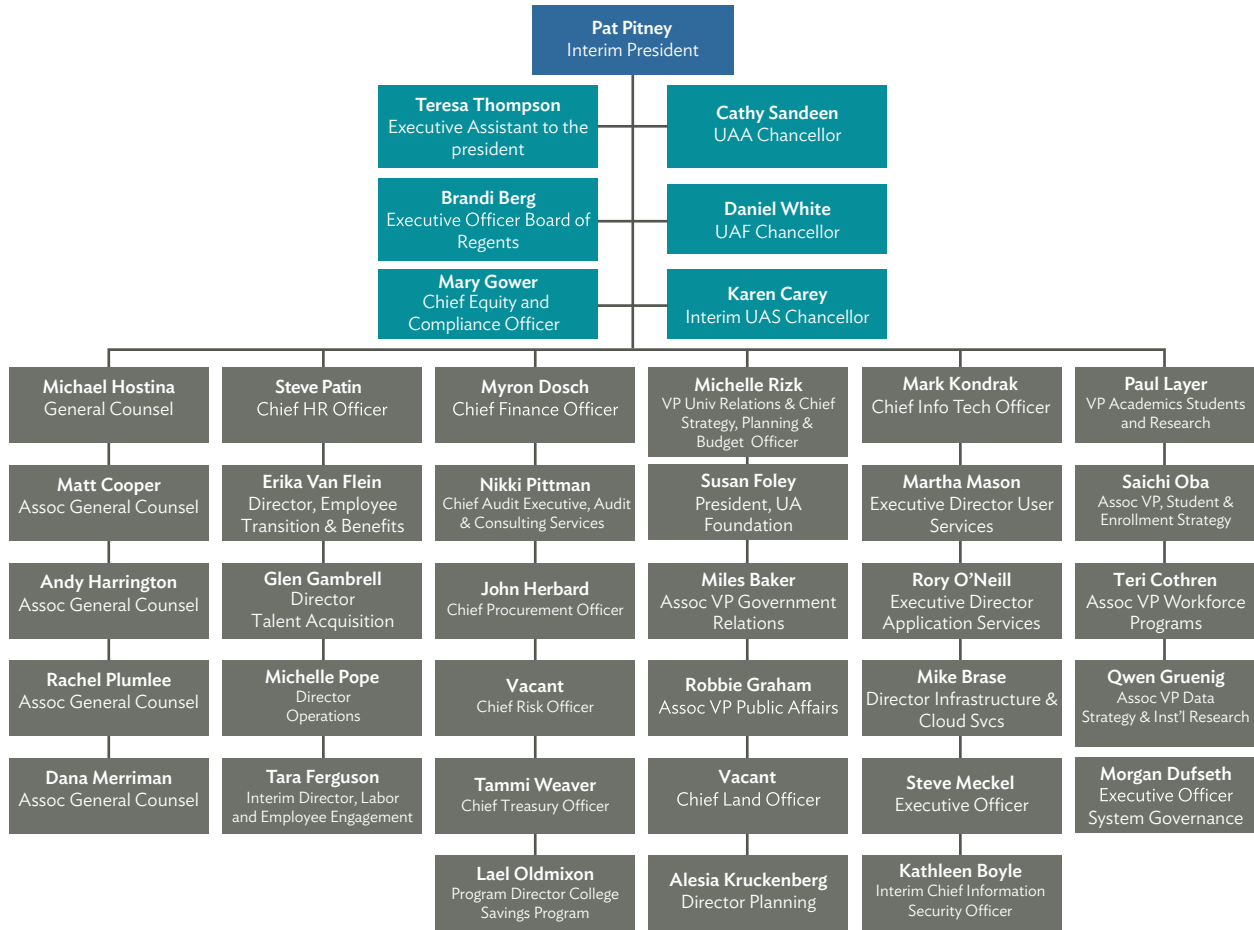 Pat Pitney
Interim President
Teresa Thompson
Executive Assistant to the
president
Cathy Sandeen
UAA Chancellor
Brandi Berg
Executive Officer Board of
Regents
Daniel White
UAF Chancellor
Mary Gower
Chief Equity and
Compliance Officer
Karen Carey
Interim UAS Chancellor
Michael Hostina
General Counsel
Steve Patin
Chief HR Officer
Myron Dosch
Chief Finance Officer
Michelle Rizk
VP Univ Relations & Chief
Strategy, Planning &
Budget Officer
Mark Kondrak
Chief Info Tech Officer
Paul Layer
VP Academics Students
and Research
Matt Cooper
Assoc General Counsel
Erika Van Flein
Director, Employee
Transition & Benefits
Nikki Pittman
Chief Audit Executive, Audit
& Consulting Services
Susan Foley
President, UA
Foundation
Martha Mason
Executive Director User
Services
Saichi Oba
Assoc VP, Student &
Enrollment Strategy
Andy Harrington
Assoc General Counsel
Glen Gambrell
Director
Talent Acquisition
John Herbard
Chief Procurement Officer
Miles Baker
Assoc VP Government
Relations
Rory O’Neill
Executive Director
Application Services
Teri Cothren
Assoc VP Workforce
Programs
Rachel Plumlee
Assoc General Counsel
Michelle Pope
Director
Operations
Vacant
Chief Risk Officer
Robbie Graham
Assoc VP Public Affairs
Mike Brase
Director Infrastructure &
Cloud Svcs
Qwen Gruenig
Assoc VP Data
Strategy & Inst’l Research
Dana Merriman
Assoc General Counsel
Tara Ferguson
Interim Director, Labor
and Employee Engagement
Tammi Weaver
Chief Treasury Officer
Vacant
Chief Land Officer
Steve Meckel
Executive Officer
Morgan Dufseth
Executive Officer
System Governance
Lael Oldmixon
Program Director College
Savings Program
Alesia Kruckenberg
Director Planning
Kathleen Boyle
Interim Chief Information
Security Officer